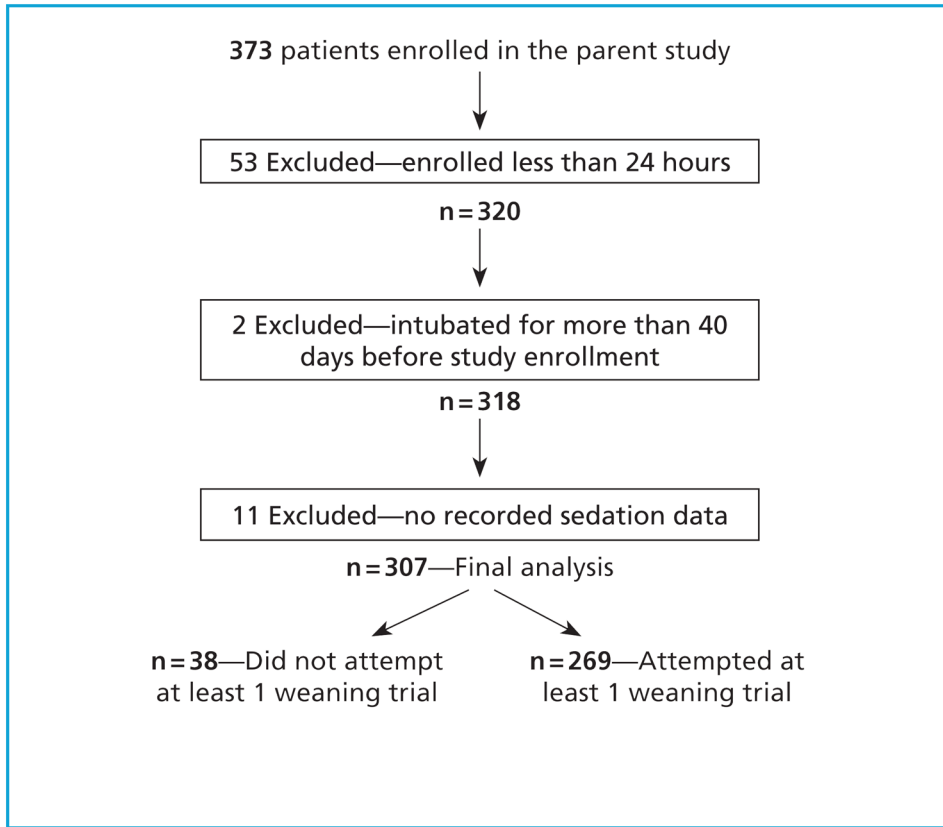 373 patients enrolled in the parent study
53 Excluded—enrolled less than 24 hours
n=320
2 Excluded—intubated for more than 40
days before study enrollment
n=318
11 Excluded—no recorded sedation data
n=307—Final analysis
n=38—Did not attempt
at least 1 weaning trial
n=269—Attempted at
least 1 weaning trial